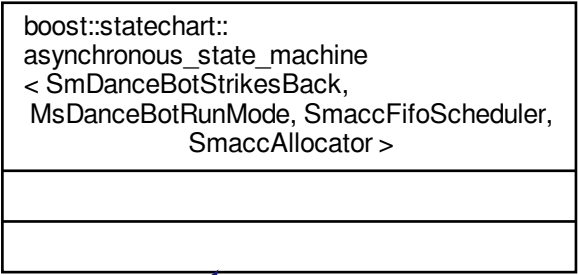 boost::statechart::
asynchronous_state_machine
< SmDanceBotStrikesBack,
MsDanceBotRunMode, SmaccFifoScheduler,
SmaccAllocator >